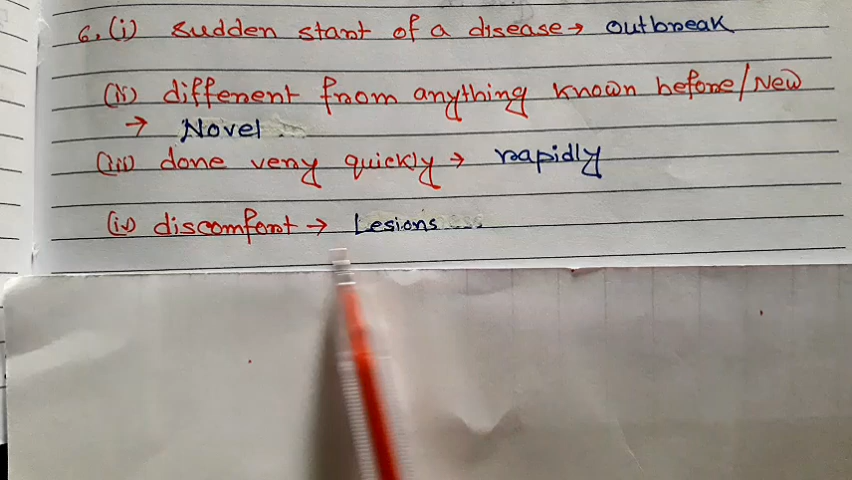 6. (i) sudden start of a disease → outbreak
(ii) different from anything known before/New
→ Novel
(iii) done very quickly → rapidly
(iv) discomfort → Lesions